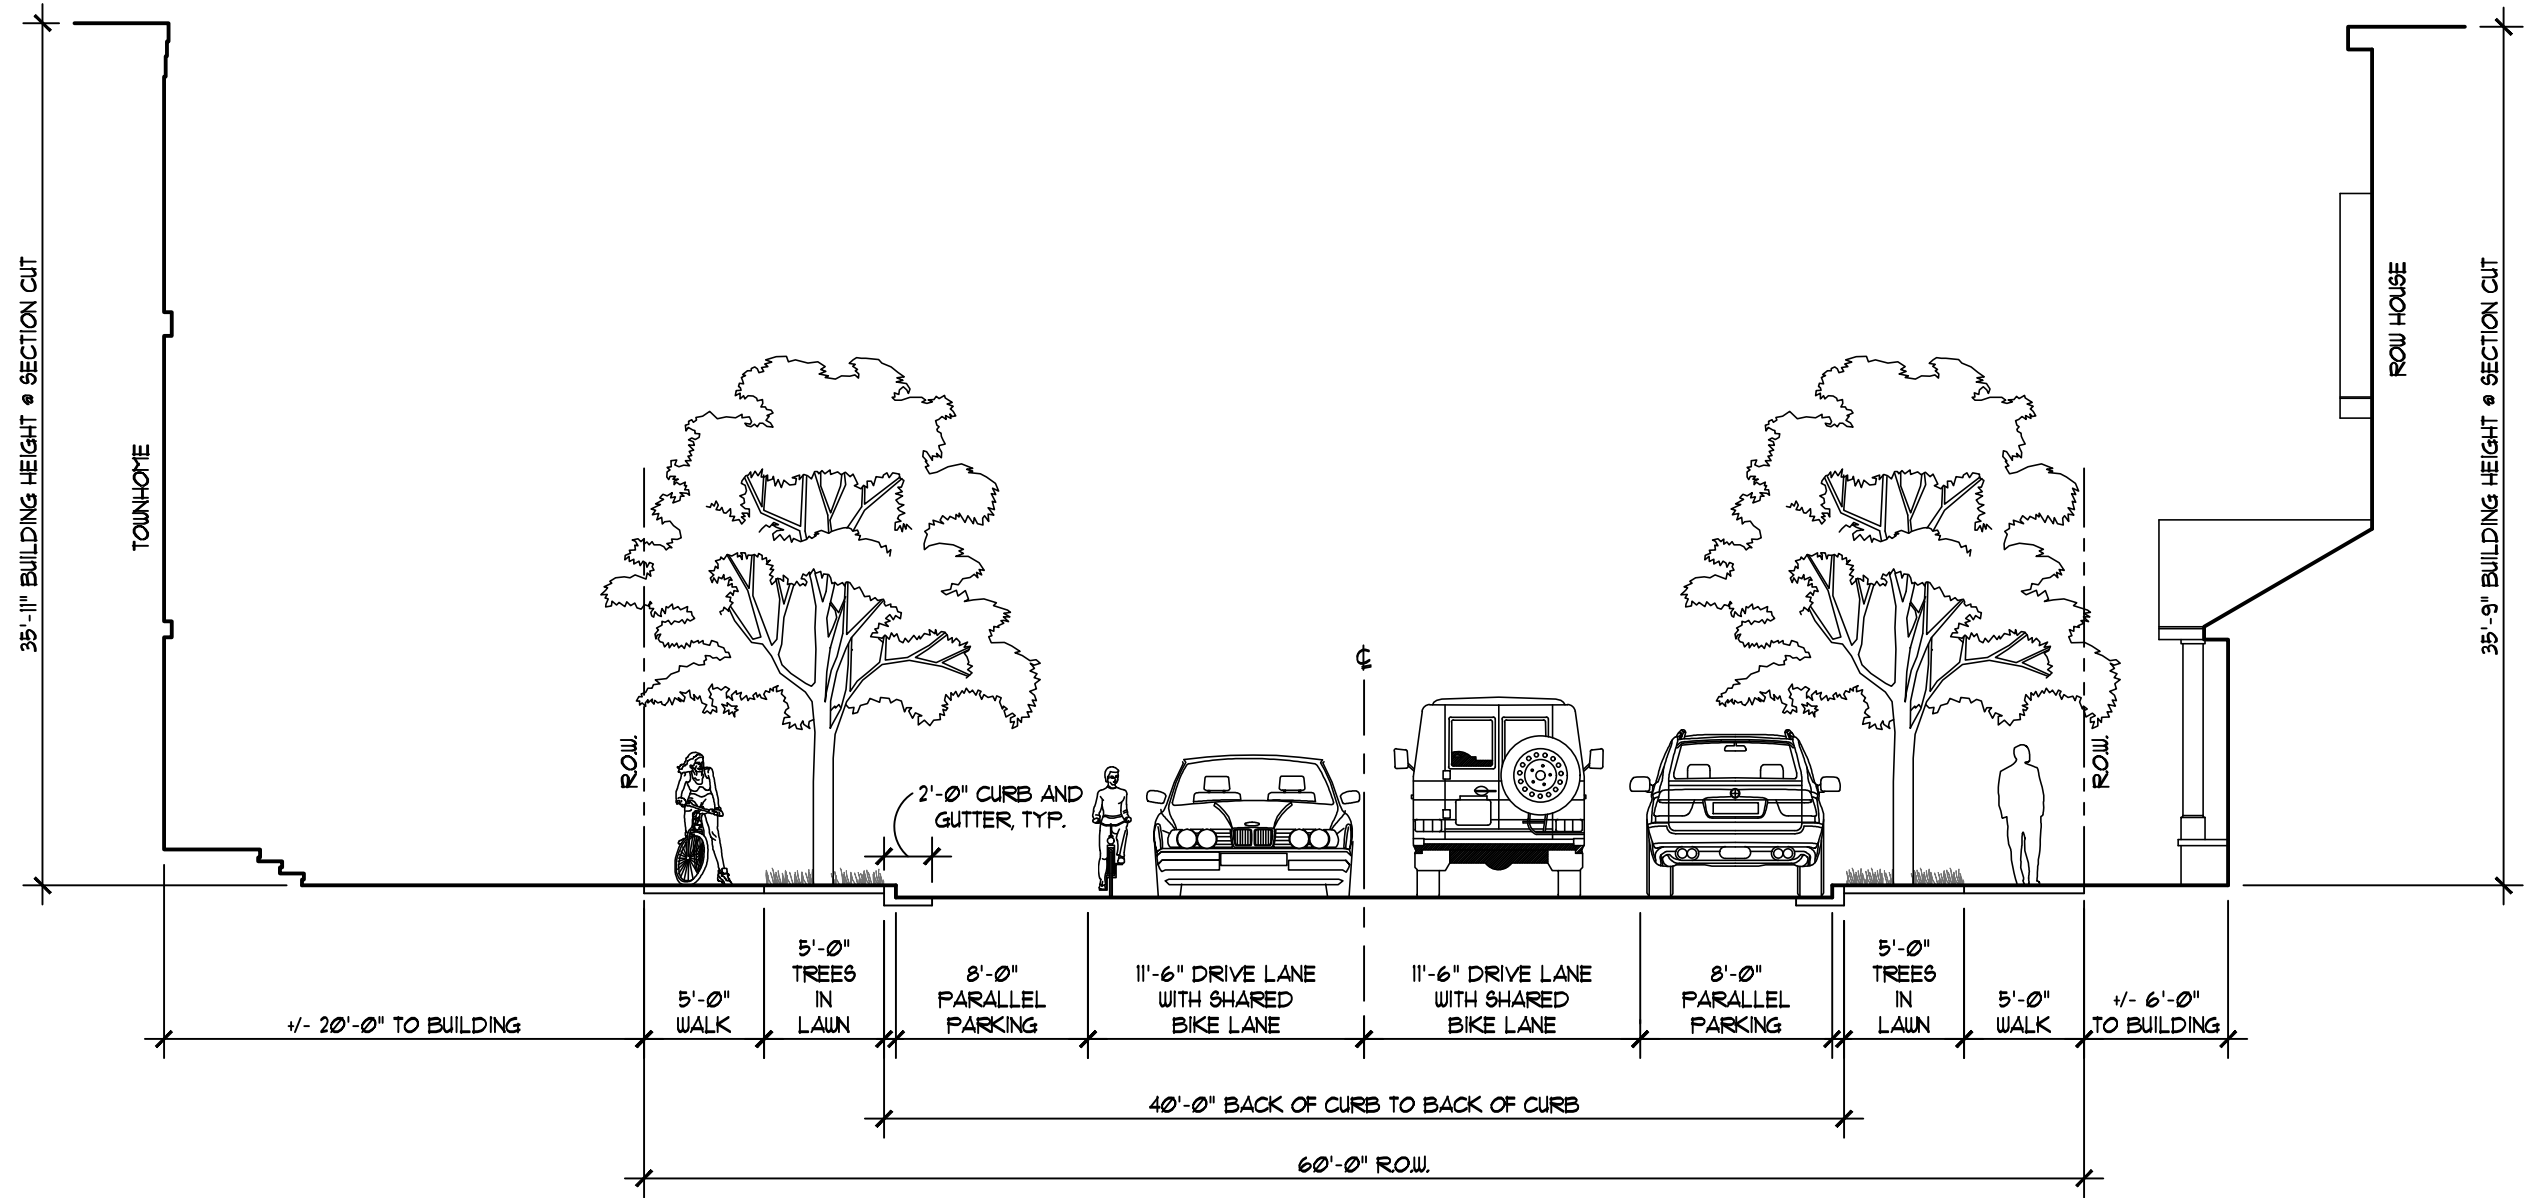 35'-11" BUILDING HEIGHT @ SECTION CUT
TOWNHOME
ROW HOUSE
35'-9" BUILDING HEIGHT @ SECTION CUT
℄
R.O.W.
R.O.W.
2'-0" CURB AND
GUTTER, TYP.
+/- 20'-0" TO BUILDING
5'-0"
WALK
5'-0"
TREES
IN
LAWN
8'-0"
PARALLEL
PARKING
11'-6" DRIVE LANE
WITH SHARED
BIKE LANE
11'-6" DRIVE LANE
WITH SHARED
BIKE LANE
8'-0"
PARALLEL
PARKING
5'-0"
TREES
IN
LAWN
5'-0"
WALK
+/- 6'-0"
TO BUILDING
40'-0" BACK OF CURB TO BACK OF CURB
60'-0" R.O.W.